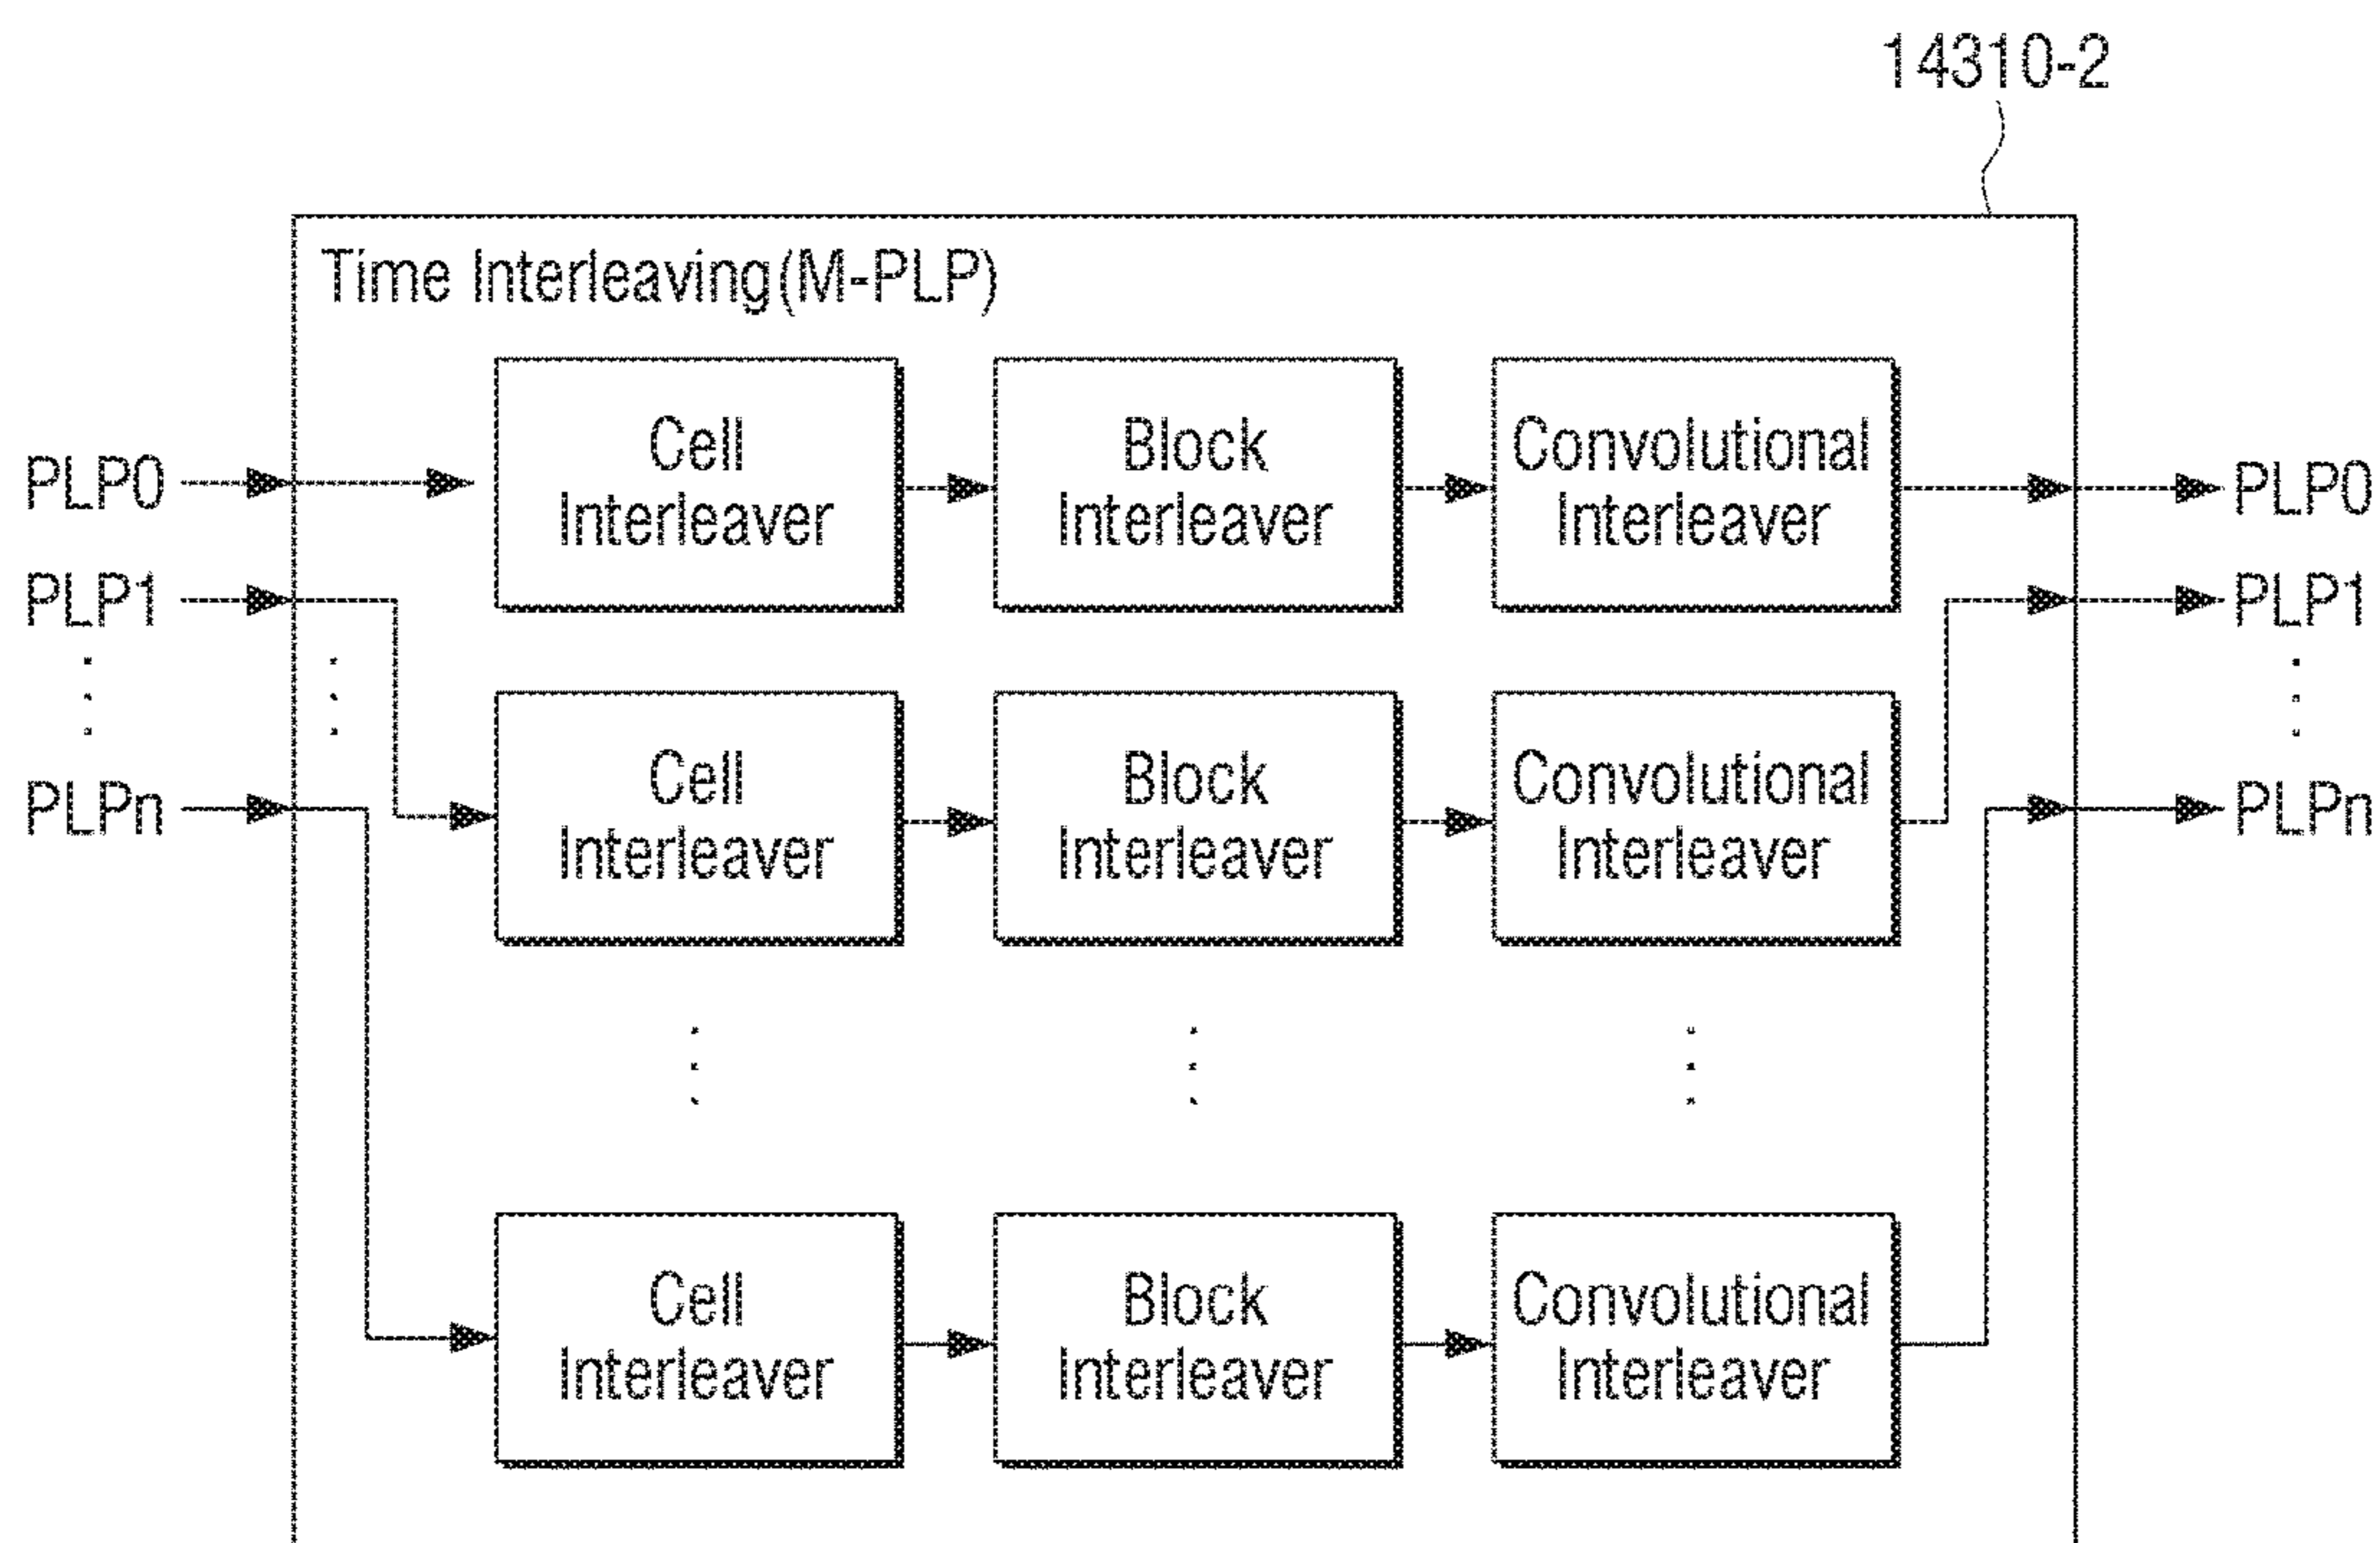 14310-2
Time Interleaving(M-PLP)
Cell
Interleaver
Block
Interleaver
Convolutional
Interleaver
PLP0
PLP0
PLP1
PLP1
Cell
Interleaver
Block
Interleaver
Convolutional
Interleaver
PLPn
PLPn
Cell
Interleaver
Block
Interleaver
Convolutional
Interleaver